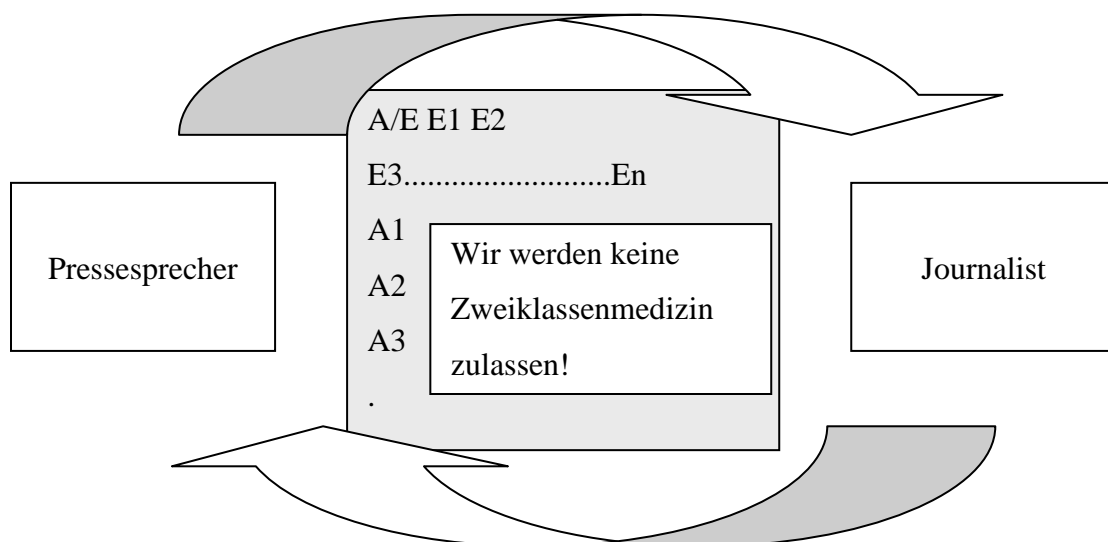 A/E E1 E2
E3..........................En
A1
A2
A3
.
Wir werden keine
Zweiklassenmedizin
zulassen!
Pressesprecher
Journalist